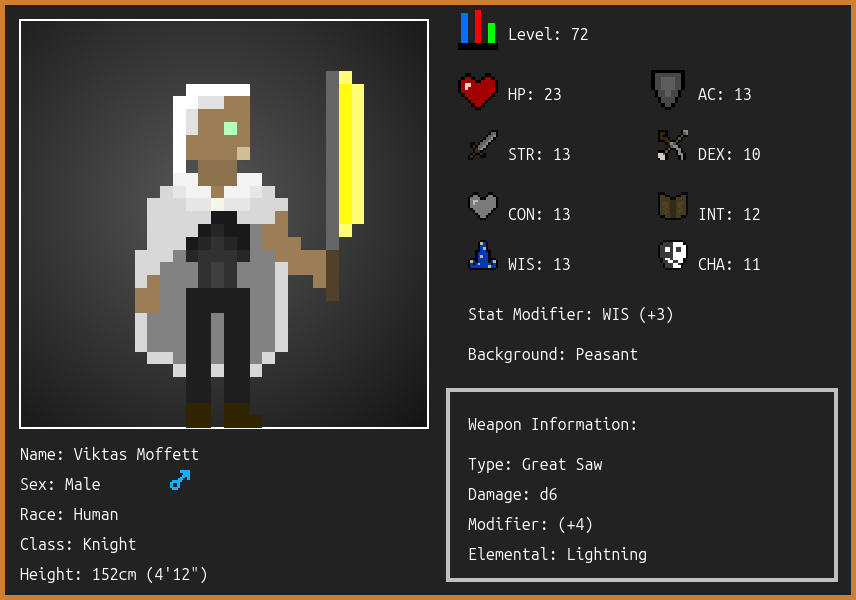 Level: 72
HP: 23
AC: 13
STR: 13
DEX: 10
CON: 13
INT: 12
WIS: 13
CHA: 11
Stat Modifier: WIS (+3)
Background: Peasant
Weapon Information:
Type: Great Saw
Damage: d6
Modifier: (+4)
Elemental: Lightning
Name: Viktas Moffett
Sex: Male
Race: Human
Class: Knight
Height: 152cm (4'12")